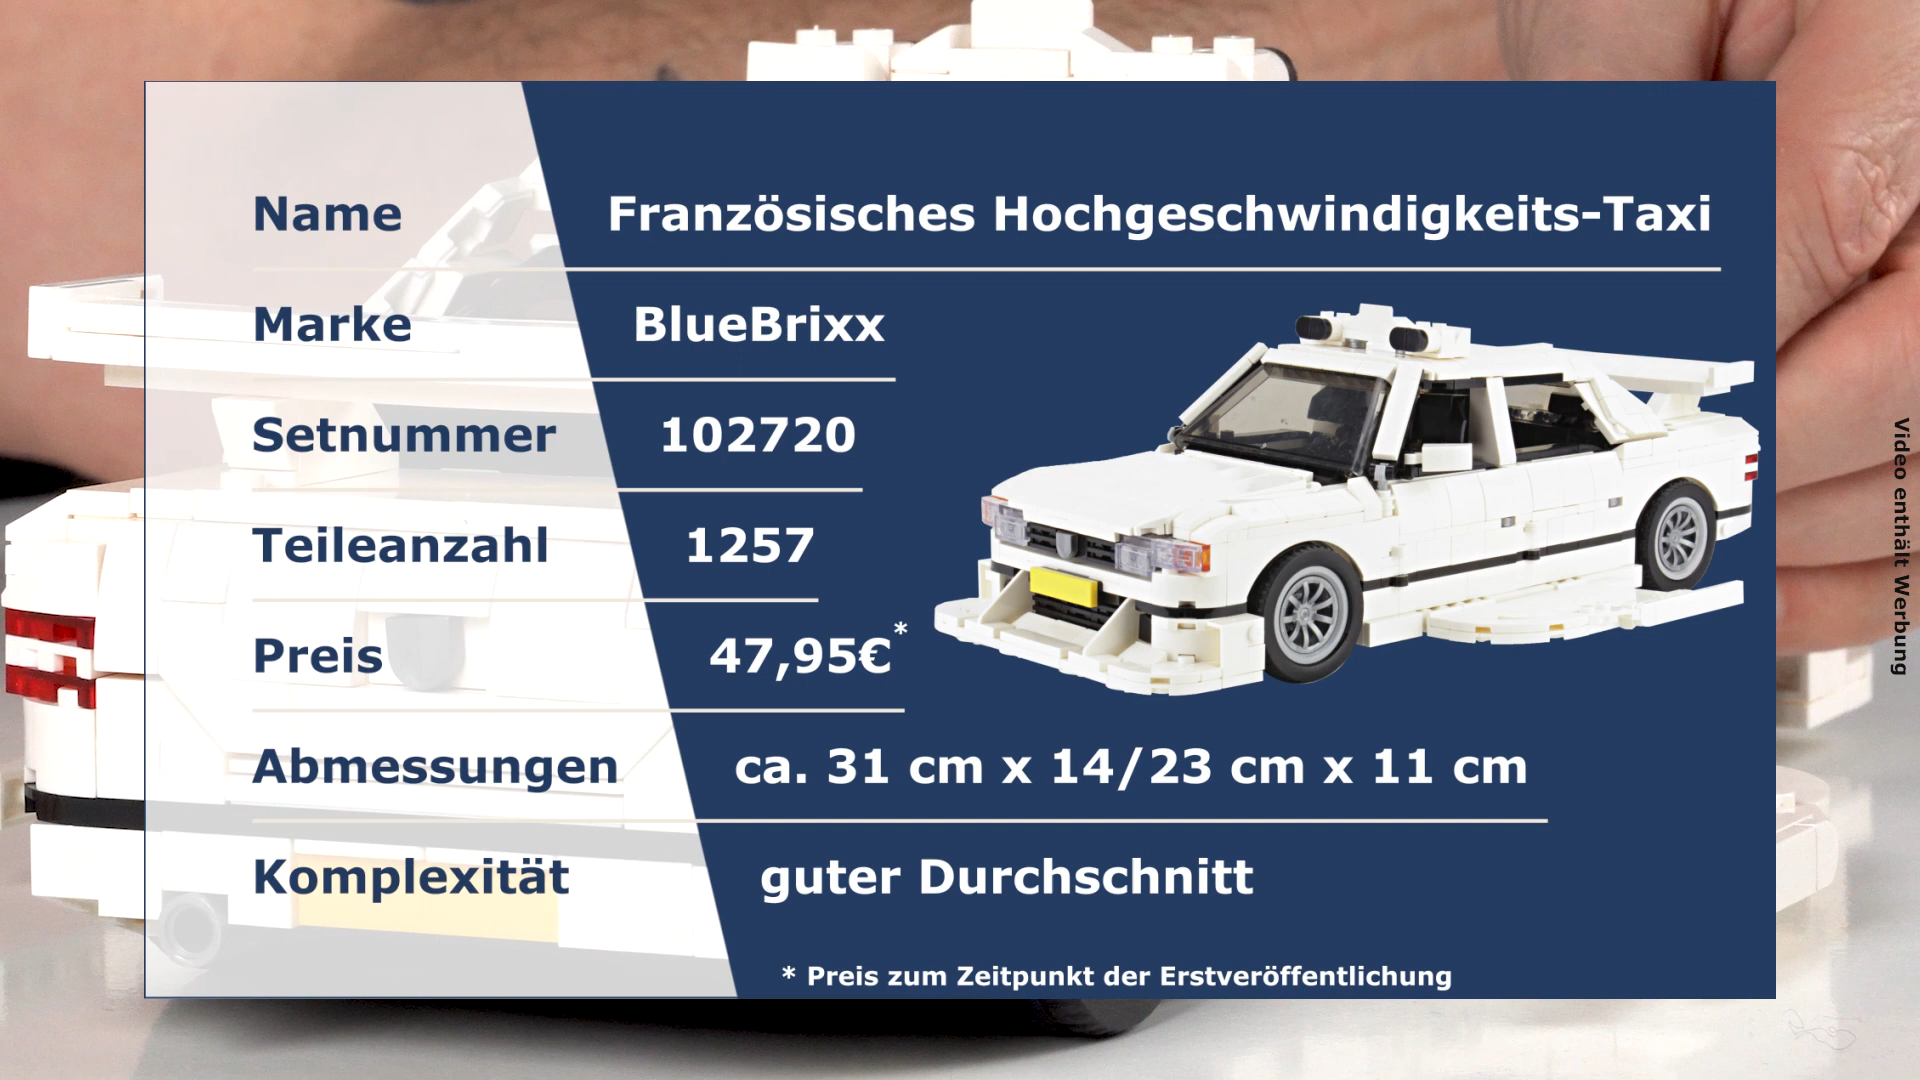 Name Französisches Hochgeschwindigkeits-Taxi
Marke BlueBrixx
Setnummer 102720
Teileanzahl 1257
Preis 47,95€*
Abmessungen ca. 31 cm x 14/23 cm x 11 cm
Komplexität guter Durchschnitt
* Preis zum Zeitpunkt der Erstveröffentlichung
Video enthält Werbung